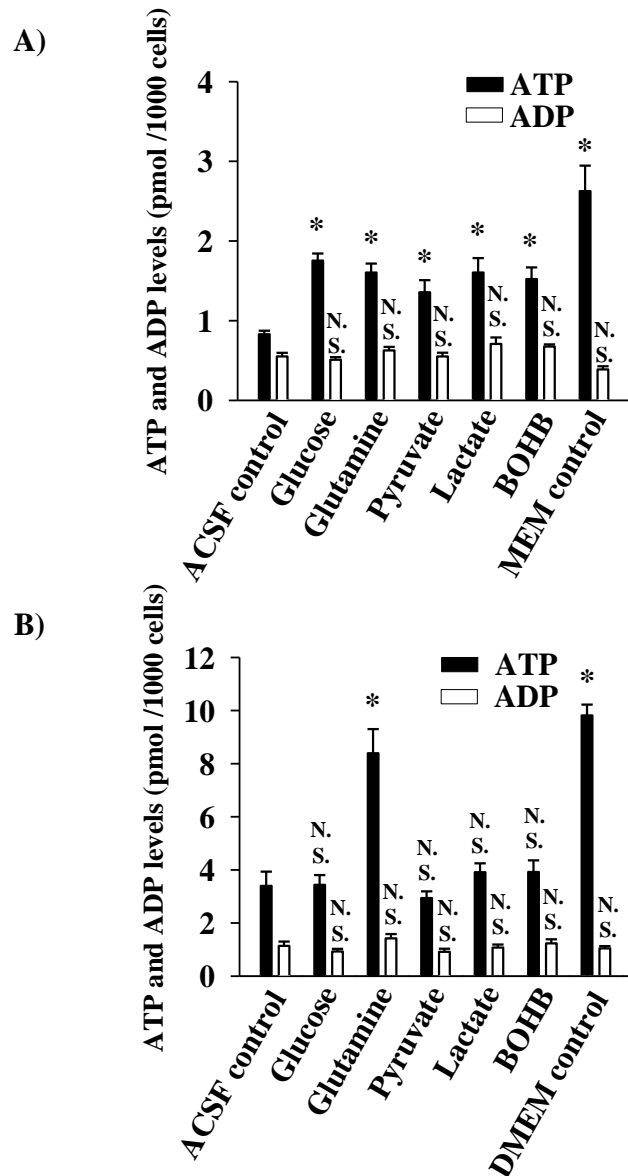 A)
ATP and ADP levels (pmol /1000 cells)
4
3
2
1
0
ATP
ADP
*
*
*
*
*
*
N.
S.
N.
S.
N.
S.
N.
S.
N.
S.
N.
S.
ACSF control
Glucose
Glutamine
Pyruvate
Lactate
BOHB
MEM control
B)
ATP and ADP levels (pmol /1000 cells)
12
10
8
6
4
2
0
ATP
ADP
*
*
N.
S.
N.
S.
N.
S.
N.
S.
N.
S.
N.
S.
N.
S.
N.
S.
N.
S.
N.
S.
ACSF control
Glucose
Glutamine
Pyruvate
Lactate
BOHB
DMEM control